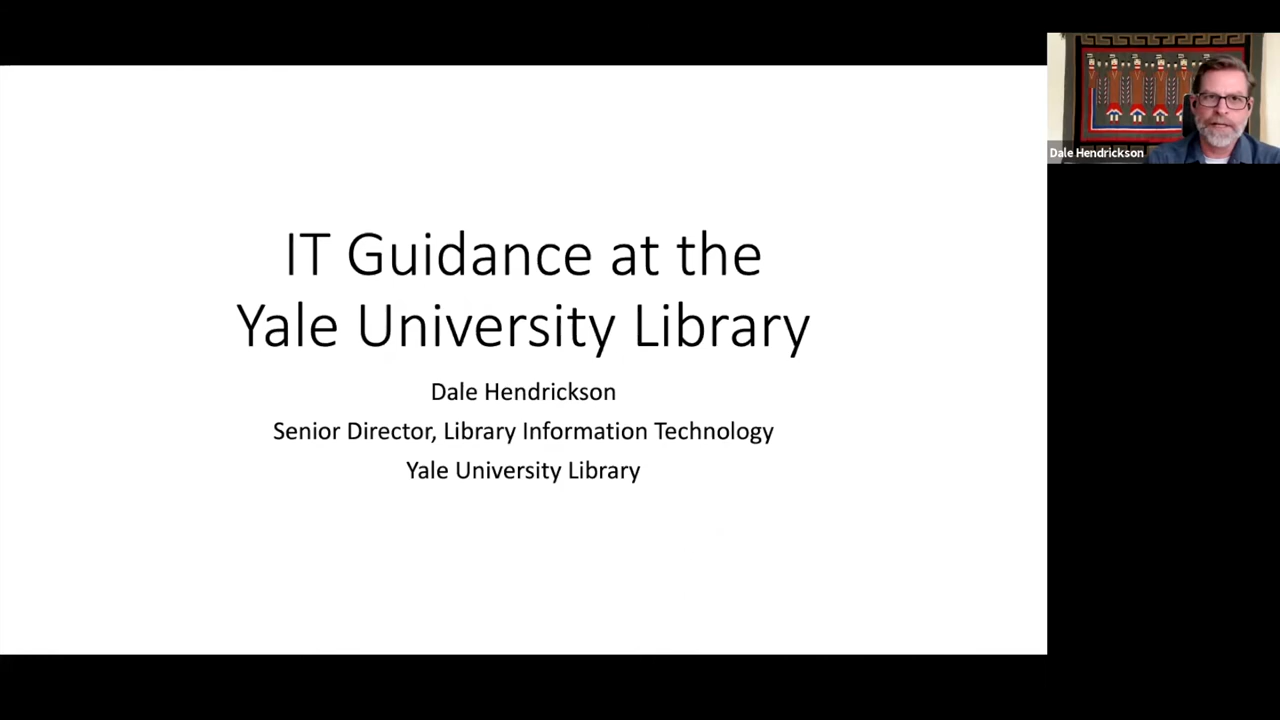 IT Guidance at the
Yale University Library
Dale Hendrickson
Senior Director, Library Information Technology
Yale University Library
Dale Hendrickson